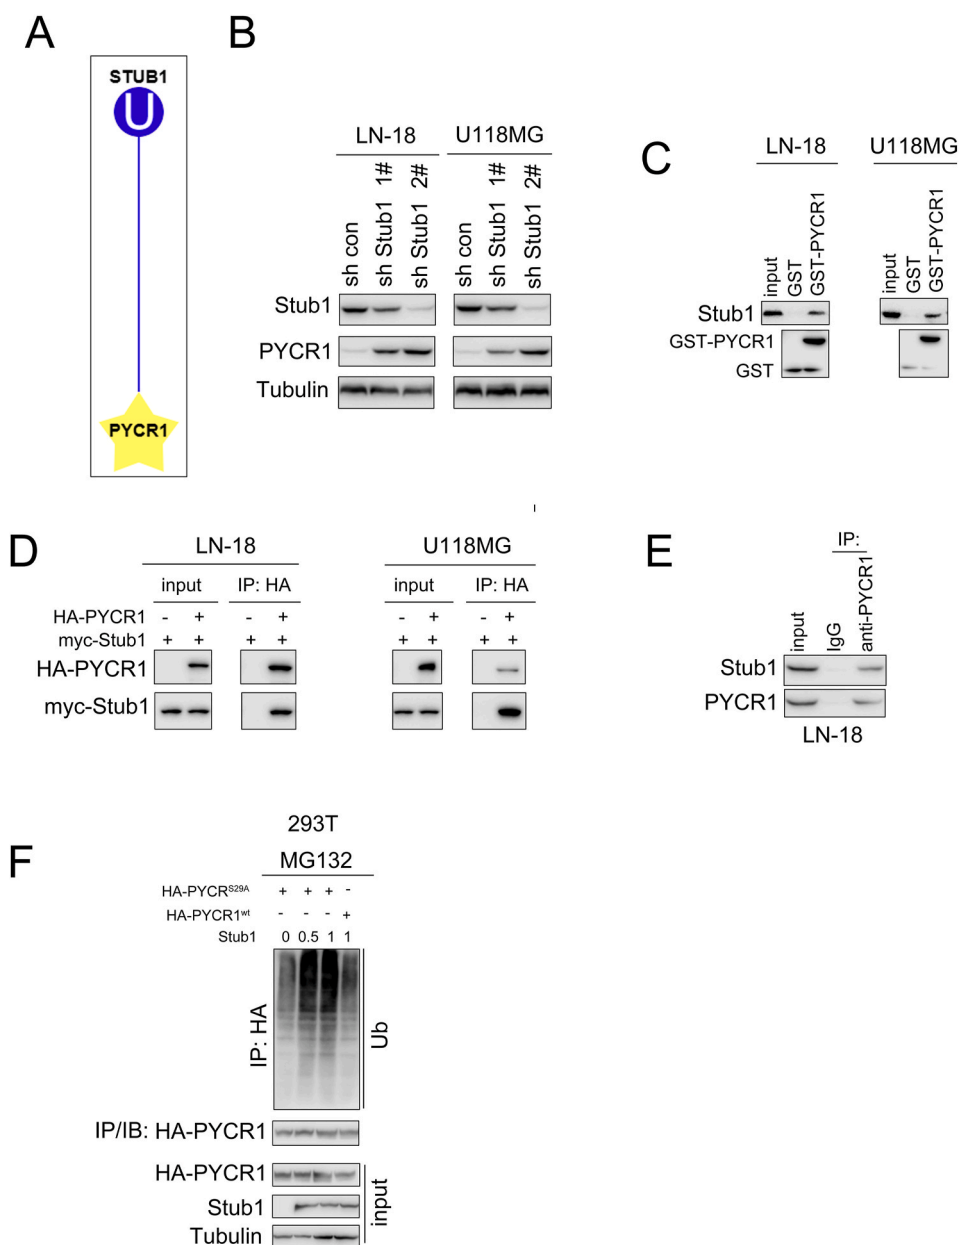 A
STUB1
U
PYCR1
B
LN-18 U118MG
sh con sh Stub1 1# sh Stub1 2# sh con sh Stub1 1# sh Stub1 2#
Stub1
PYCR1
Tubulin
C
LN-18 U118MG
input GST GST-PYCR1 input GST GST-PYCR1
Stub1
GST-PYCR1
GST
D
LN-18 U118MG
input IP: HA input IP: HA
HA-PYCR1 - + - + - + - +
myc-Stub1 + + + + + + + +
HA-PYCR1
myc-Stub1
E
IP:
input IgG anti-PYCR1
Stub1
PYCR1
LN-18
F
293T
MG132
HA-PYCR^S29A + + + -
HA-PYCR1^wt - - - +
Stub1 0 0.5 1 1
IP: HA Ub
IP/IB: HA-PYCR1
HA-PYCR1
Stub1
Tubulin
input